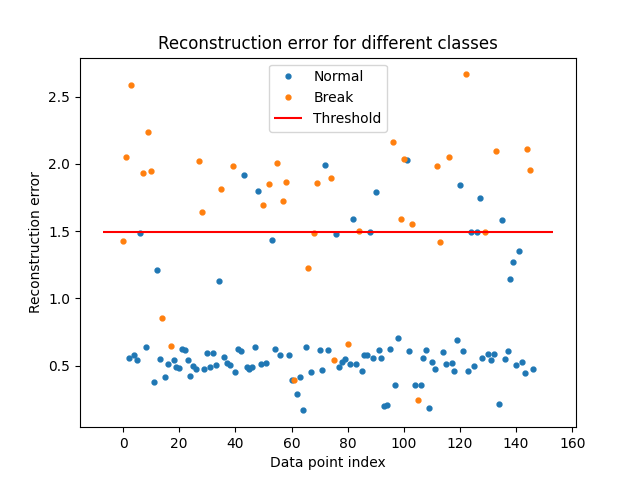 Reconstruction error for different classes
Normal
Break
Threshold
Reconstruction error
2.5
2.0
1.5
1.0
0.5
0 20 40 60 80 100 120 140 160
Data point index